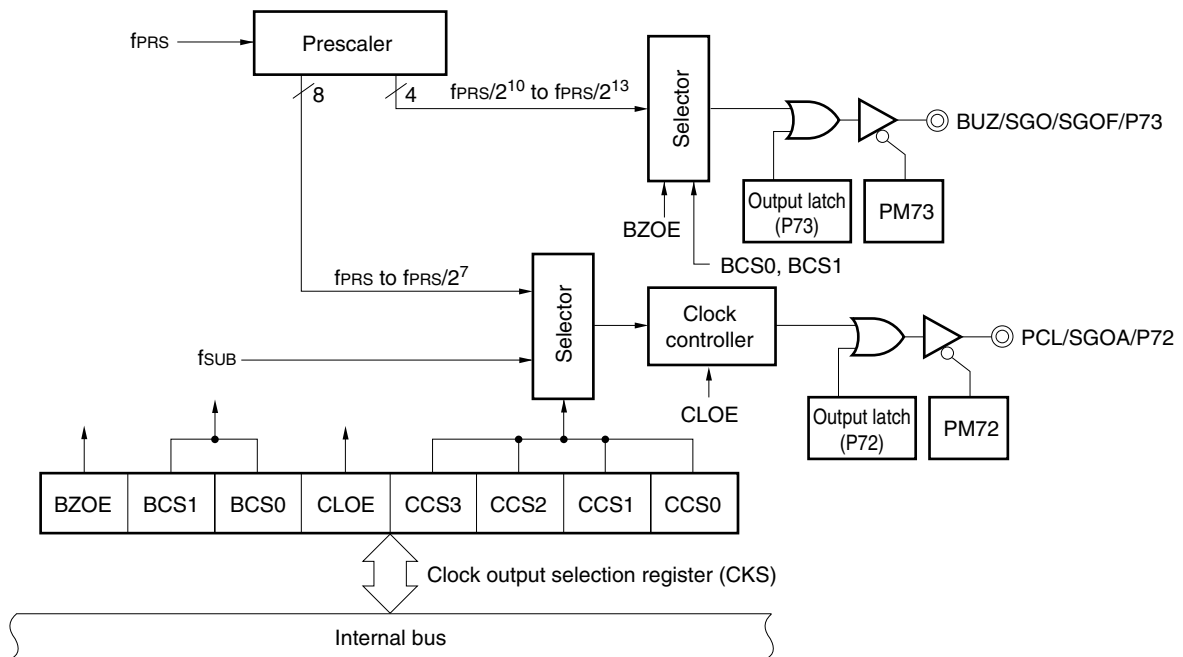 fPRS
Prescaler
8
4
fPRS/2^10 to fPRS/2^13
Selector
BUZ/SGO/SGOF/P73
BZOE
Output latch
(P73)
PM73
BCS0, BCS1
fPRS to fPRS/2^7
Selector
Clock
controller
PCL/SGOA/P72
fSUB
CLOE
Output latch
(P72)
PM72
BZOE BCS1 BCS0 CLOE CCS3 CCS2 CCS1 CCS0
Clock output selection register (CKS)
Internal bus